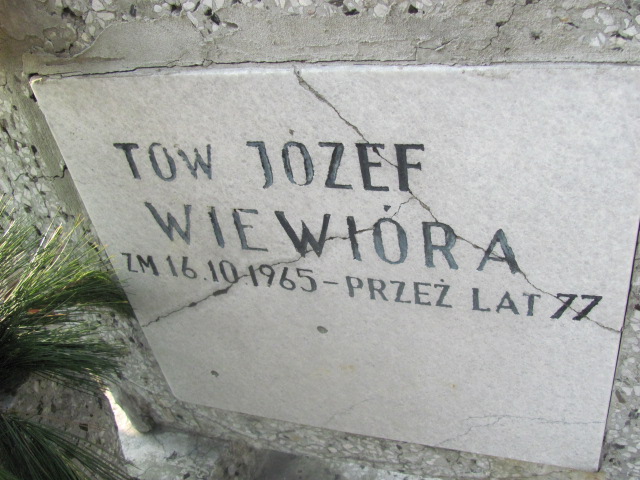 TOW JÓZEF
WIEWIÓRA
ZM 16.10.1965 - PRZEŻ LAT 77